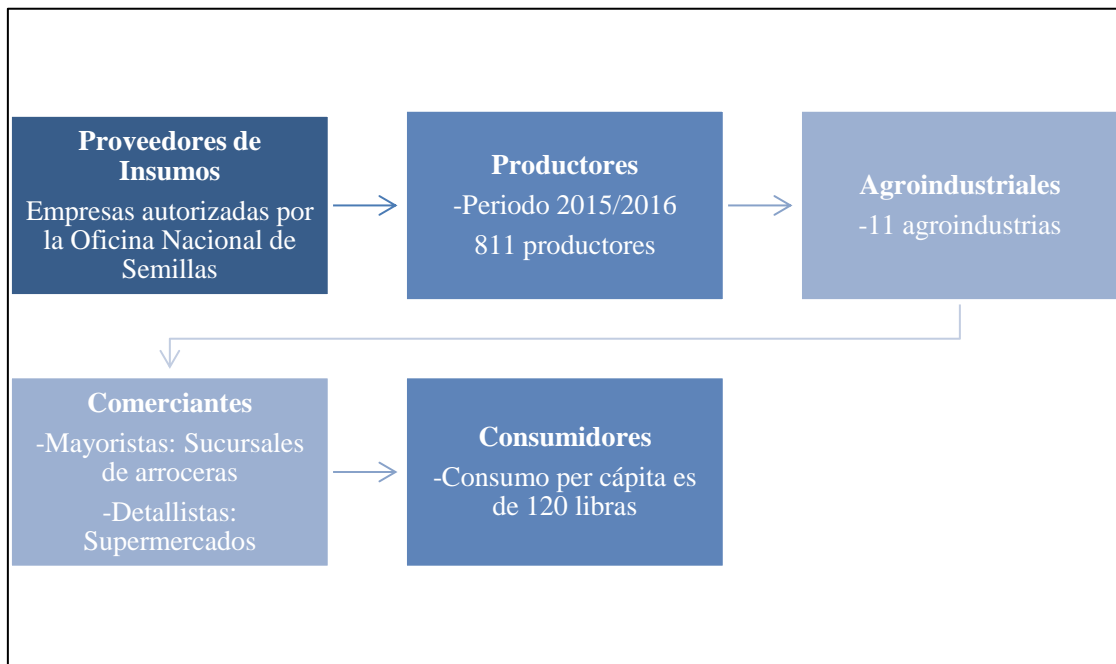 Proveedores de
Insumos
Empresas autorizadas por
la Oficina Nacional de
Semillas
Productores
-Periodo 2015/2016
811 productores
Agroindustriales
-11 agroindustrias
Comerciantes
-Mayoristas: Sucursales
de arroceras
-Detallistas:
Supermercados
Consumidores
-Consumo per cápita es
de 120 libras